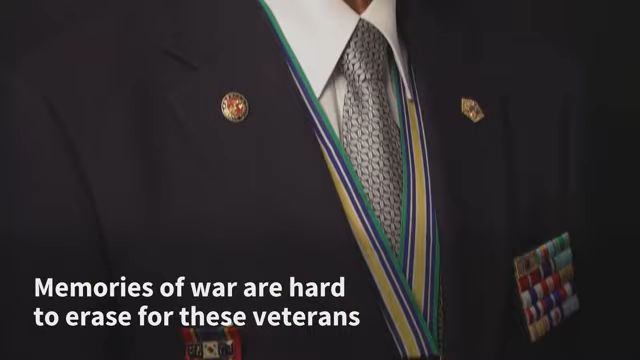 Memories of war are hard
to erase for these veterans